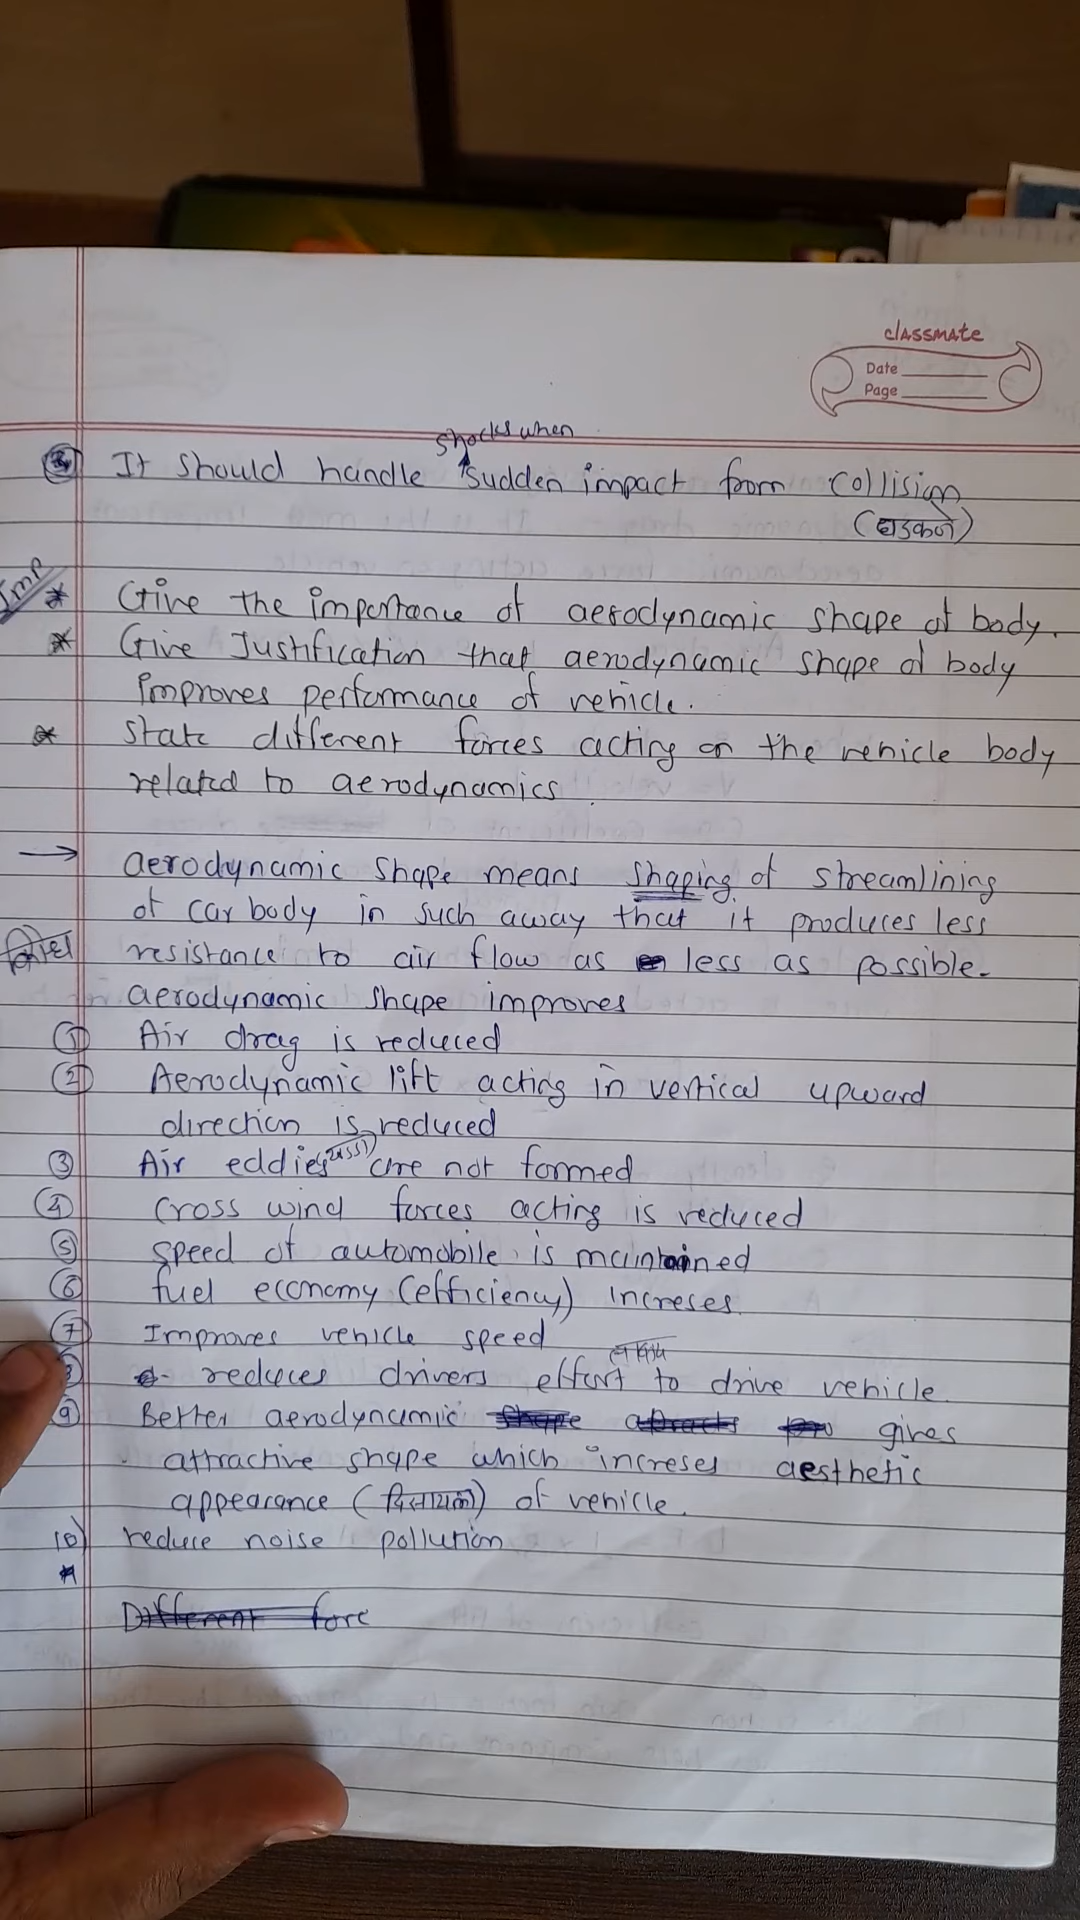 classmate
Date
Page
shocks when
It should handle sudden impact from collision
(धडकने)
Imp
* Give the importance of aerodynamic shape of body.
* Give Justification that aerodynamic shape of body
improves performance of vehicle.
* State different forces acting on the vehicle body
related to aerodynamics
→ aerodynamic shape means shaping of streamlining
of car body in such away that it produces less
resistance to air flow as less as possible.
aerodynamic shape improves
① Air drag is reduced
② Aerodynamic lift acting in vertical upward
direction is reduced
③ Air eddies are not formed
④ Cross wind forces acting is reduced
⑤ speed of automobile is maintained
⑥ fuel economy (efficiency) increses.
⑦ Improves vehicle speed
reduces drivers effort to drive vehicle.
⑨ Better aerodynamic shape gives
attractive shape which increses aesthetic
appearance of vehicle.
10) reduce noise pollution
*
Different forc